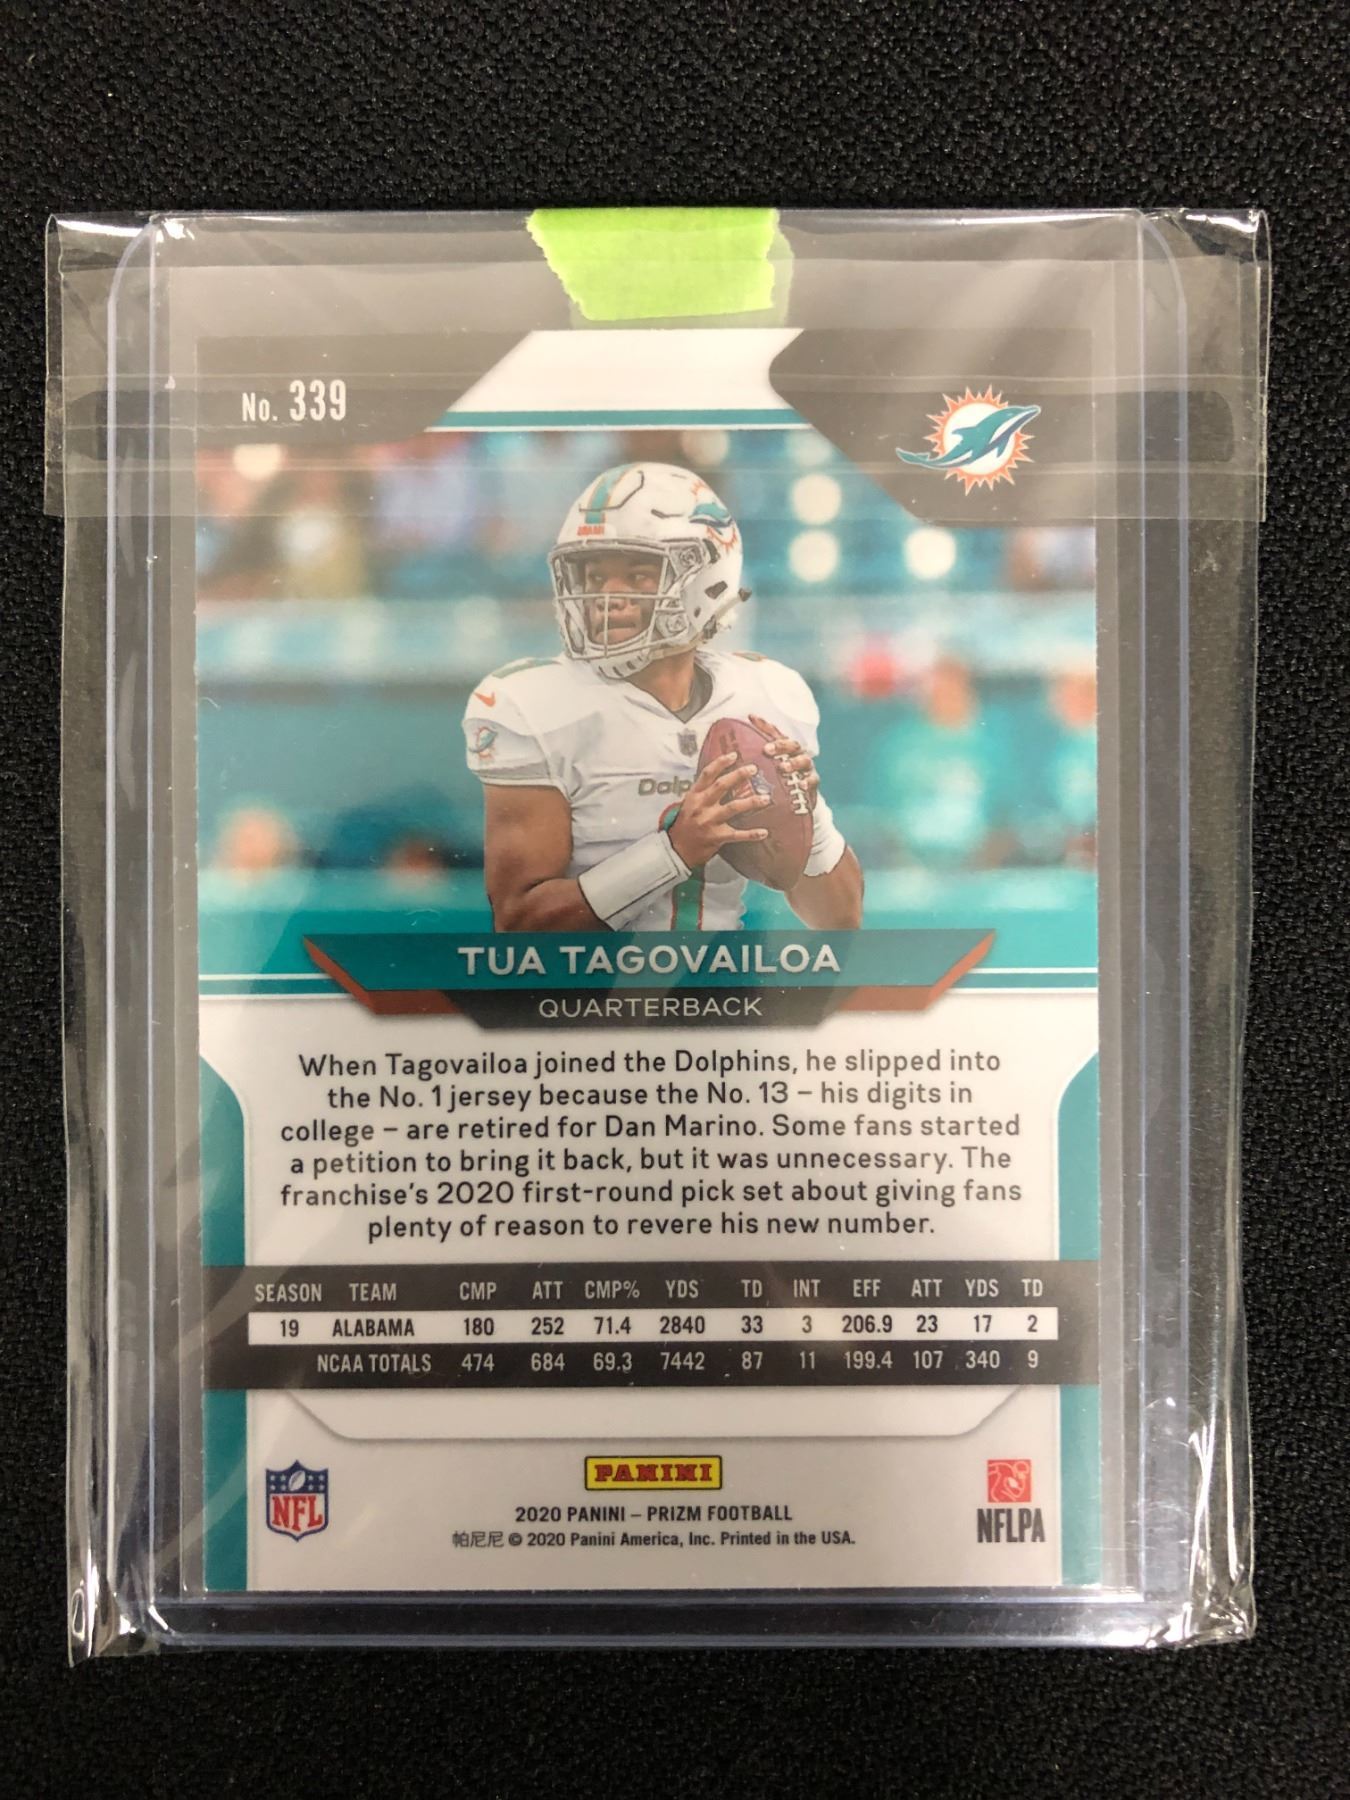 No. 339
MIAMI
Dolp
TUA TAGOVAILOA
QUARTERBACK
When Tagovailoa joined the Dolphins, he slipped into
the No. 1 jersey because the No. 13 – his digits in
college – are retired for Dan Marino. Some fans started
a petition to bring it back, but it was unnecessary. The
franchise's 2020 first-round pick set about giving fans
plenty of reason to revere his new number.
SEASON TEAM CMP ATT CMP% YDS TD INT EFF ATT YDS TD
19 ALABAMA 180 252 71.4 2840 33 3 206.9 23 17 2
NCAA TOTALS 474 684 69.3 7442 87 11 199.4 107 340 9
NFL
PANINI
NFLPA
2020 PANINI – PRIZM FOOTBALL
帕尼尼 © 2020 Panini America, Inc. Printed in the USA.